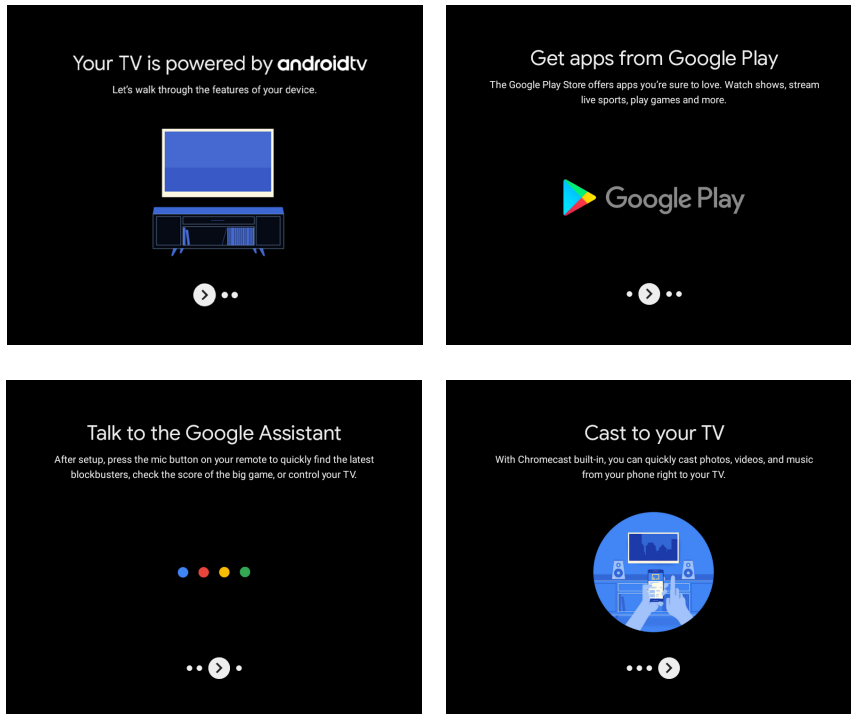 Your TV is powered by androidtv
Let's walk through the features of your device.
Get apps from Google Play
The Google Play Store offers apps you're sure to love. Watch shows, stream
live sports, play games and more.
Google Play
Talk to the Google Assistant
After setup, press the mic button on your remote to quickly find the latest
blockbusters, check the score of the big game, or control your TV.
Cast to your TV
With Chromecast built-in, you can quickly cast photos, videos, and music
from your phone right to your TV.